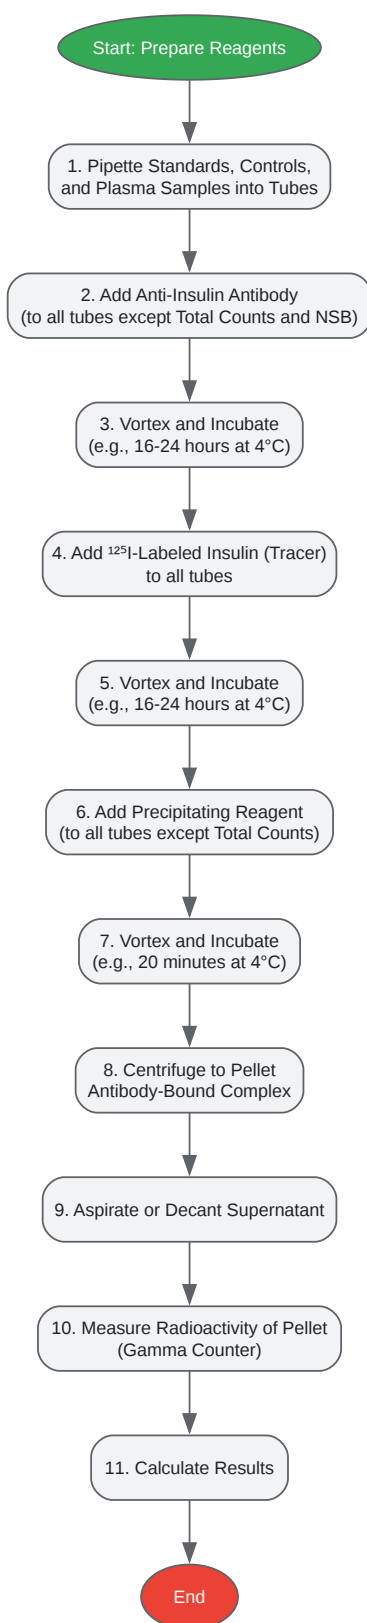 Start: Prepare Reagents
1. Pipette Standards, Controls,
and Plasma Samples into Tubes
2. Add Anti-Insulin Antibody
(to all tubes except Total Counts and NSB)
3. Vortex and Incubate
(e.g., 16-24 hours at 4°C)
4. Add ¹²⁵I-Labeled Insulin (Tracer)
to all tubes
5. Vortex and Incubate
(e.g., 16-24 hours at 4°C)
6. Add Precipitating Reagent
(to all tubes except Total Counts)
7. Vortex and Incubate
(e.g., 20 minutes at 4°C)
8. Centrifuge to Pellet
Antibody-Bound Complex
9. Aspirate or Decant Supernatant
10. Measure Radioactivity of Pellet
(Gamma Counter)
11. Calculate Results
End